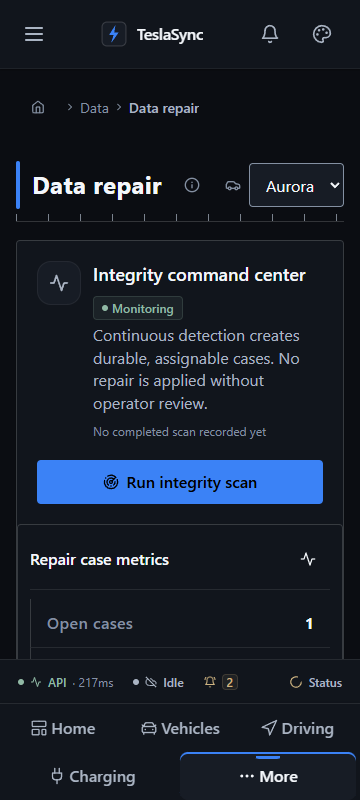 TeslaSync
Data
Data repair
Data repair
Aurora
Integrity command center
Monitoring
Continuous detection creates
durable, assignable cases. No
repair is applied without
operator review.
No completed scan recorded yet
Run integrity scan
Repair case metrics
Open cases 1
API · 217ms Idle 2 Status
Home Vehicles Driving
Charging More